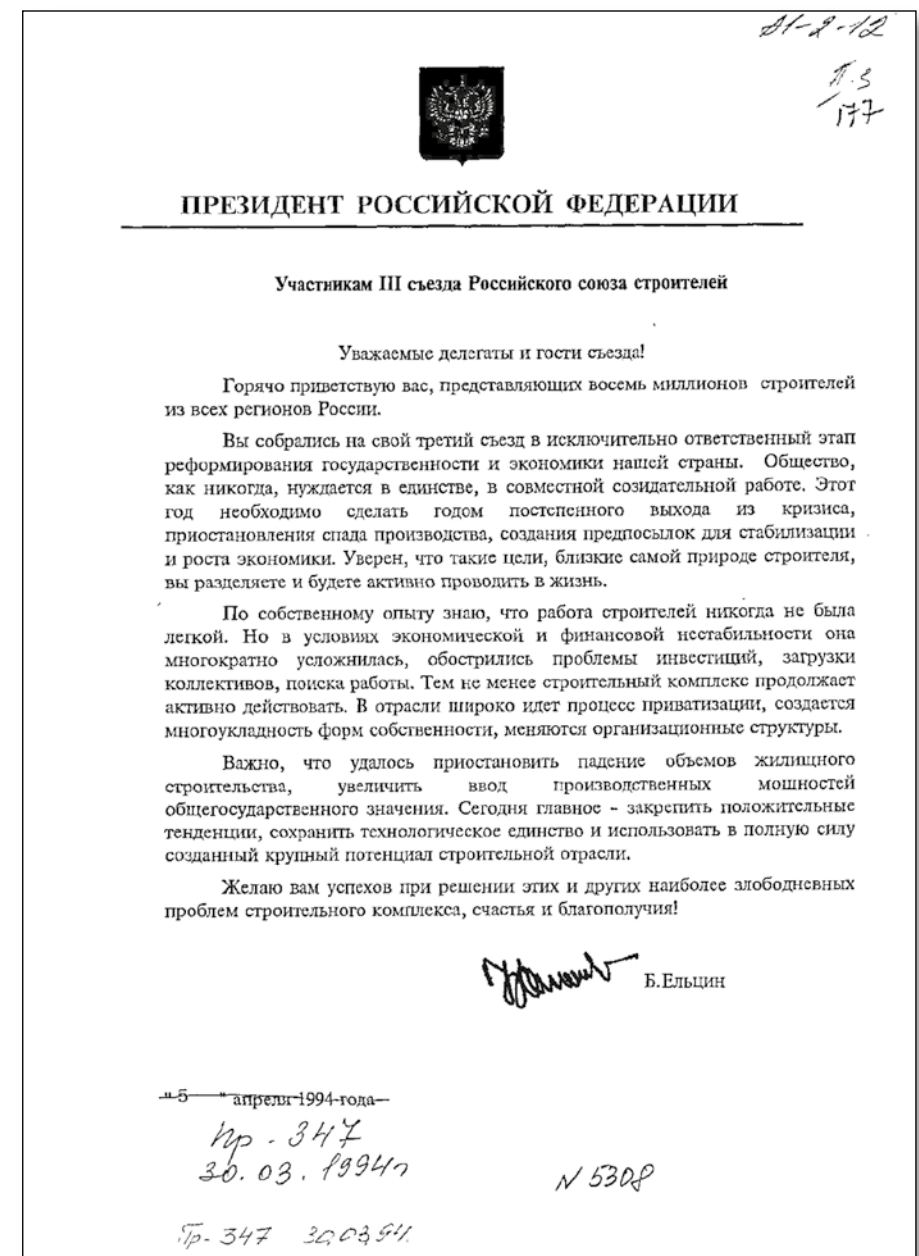 А1-2-12
П.3
177
ПРЕЗИДЕНТ РОССИЙСКОЙ ФЕДЕРАЦИИ
Участникам III съезда Российского союза строителей
Уважаемые делегаты и гости съезда!
Горячо приветствую вас, представляющих восемь миллионов строителей
из всех регионов России.
Вы собрались на свой третий съезд в исключительно ответственный этап
реформирования государственности и экономики нашей страны. Общество,
как никогда, нуждается в единстве, в совместной созидательной работе. Этот
год необходимо сделать годом постепенного выхода из кризиса,
приостановления спада производства, создания предпосылок для стабилизации
и роста экономики. Уверен, что такие цели, близкие самой природе строителя,
вы разделяете и будете активно проводить в жизнь.
По собственному опыту знаю, что работа строителей никогда не была
легкой. Но в условиях экономической и финансовой нестабильности она
многократно усложнилась, обострились проблемы инвестиций, загрузки
коллективов, поиска работы. Тем не менее строительный комплекс продолжает
активно действовать. В отрасли широко идет процесс приватизации, создается
многоукладность форм собственности, меняются организационные структуры.
Важно, что удалось приостановить падение объемов жилищного
строительства, увеличить ввод производственных мощностей
общегосударственного значения. Сегодня главное - закрепить положительные
тенденции, сохранить технологическое единство и использовать в полную силу
созданный крупный потенциал строительной отрасли.
Желаю вам успехов при решении этих и других наиболее злободневных
проблем строительного комплекса, счастья и благополучия!
Б.Ельцин
"5 " апреля 1994 года
Пр - 347
30.03.1994г
N 5308
Пр- 347 30.03.94.